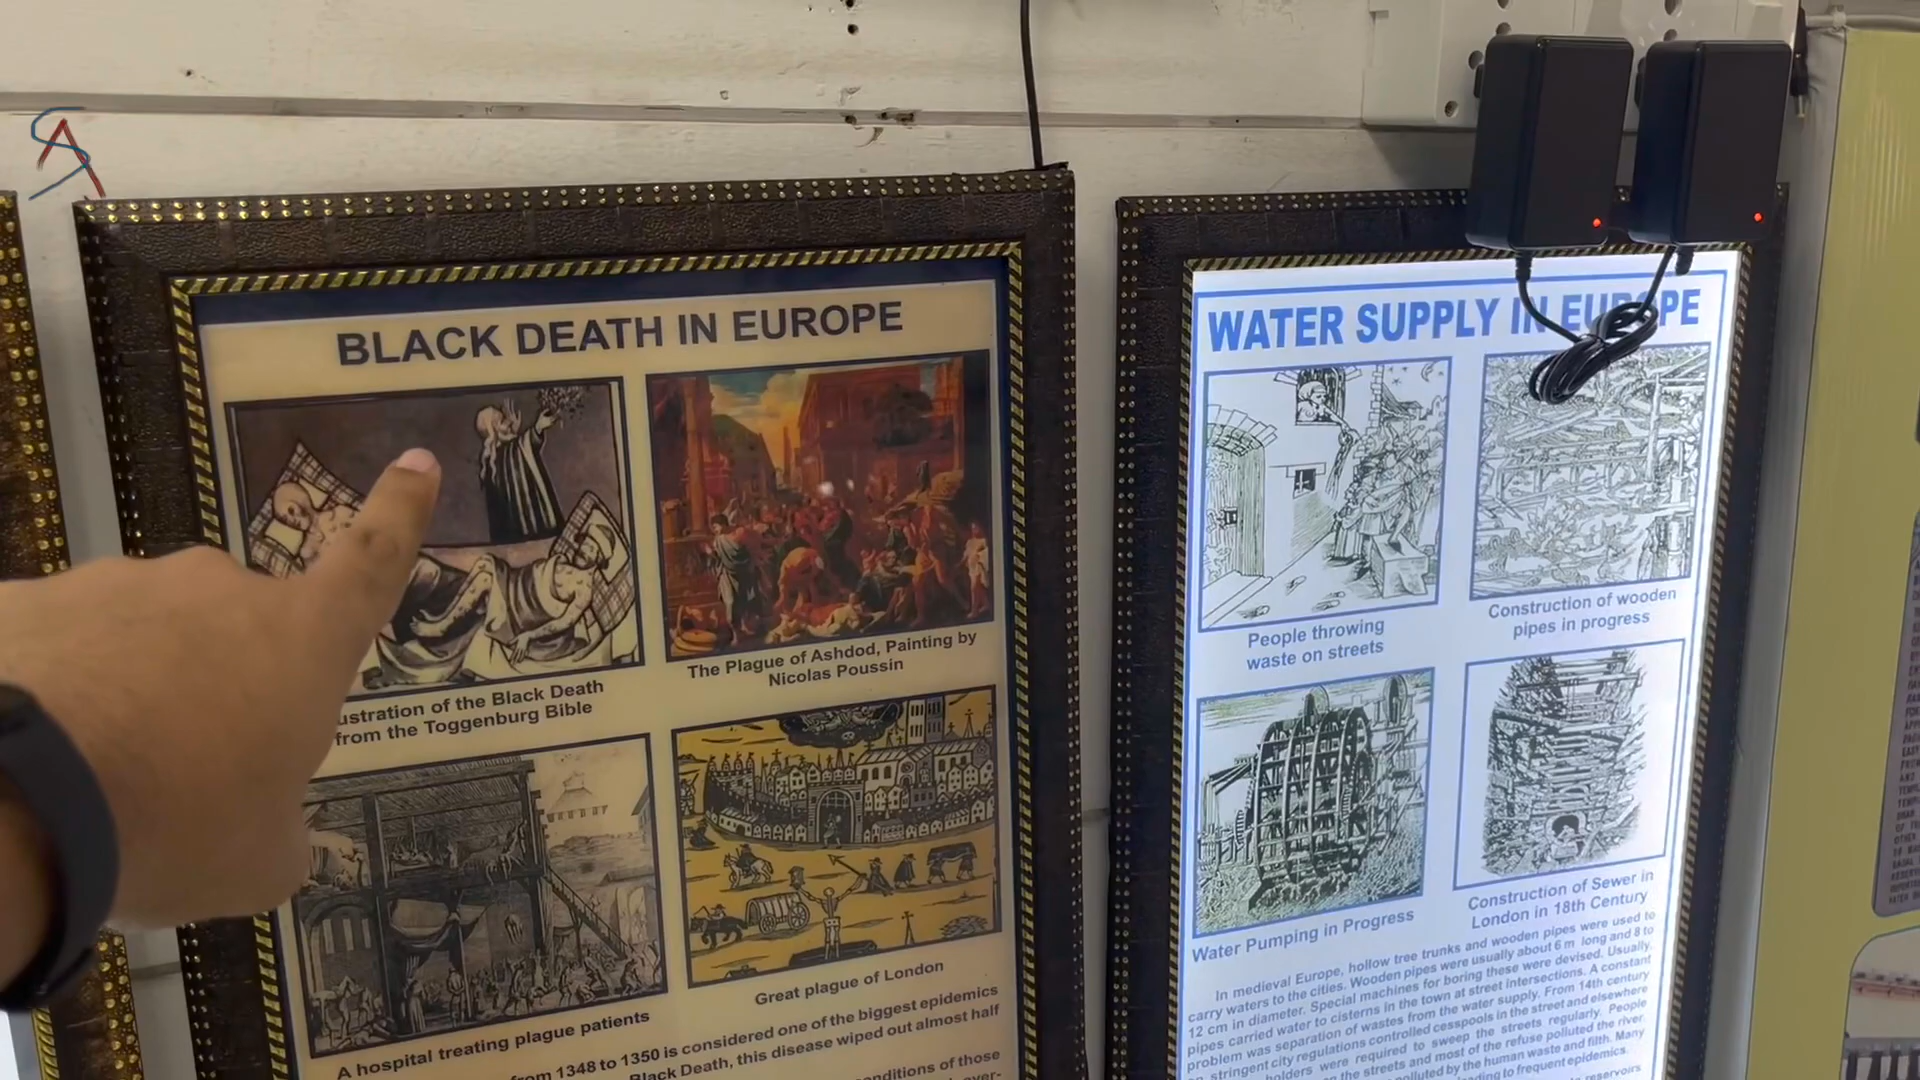 BLACK DEATH IN EUROPE
ustration of the Black Death
from the Toggenburg Bible
The Plague of Ashdod, Painting by
Nicolas Poussin
A hospital treating plague patients
Great plague of London
from 1348 to 1350 is considered one of the biggest epidemics
Black Death, this disease wiped out almost half
onditions of those
WATER SUPPLY IN EUROPE
People throwing
waste on streets
Construction of wooden
pipes in progress
Water Pumping in Progress
Construction of Sewer in
London in 18th Century
In medieval Europe, hollow tree trunks and wooden pipes were used to
carry waters to the cities. Wooden pipes were usually about 6 m long and 8 to
12 cm in diameter. Special machines for boring these were devised. Usually,
pipes carried water to cisterns in the town at street intersections. A constant
problem was separation of wastes from the water supply. From 14th century
on stringent city regulations controlled cesspools in the street and elsewhere
holders were required to sweep the streets regularly. People
on the streets and most of the refuse polluted the river.
polluted by the human waste and filth. Many
leading to frequent epidemics.
reservoirs